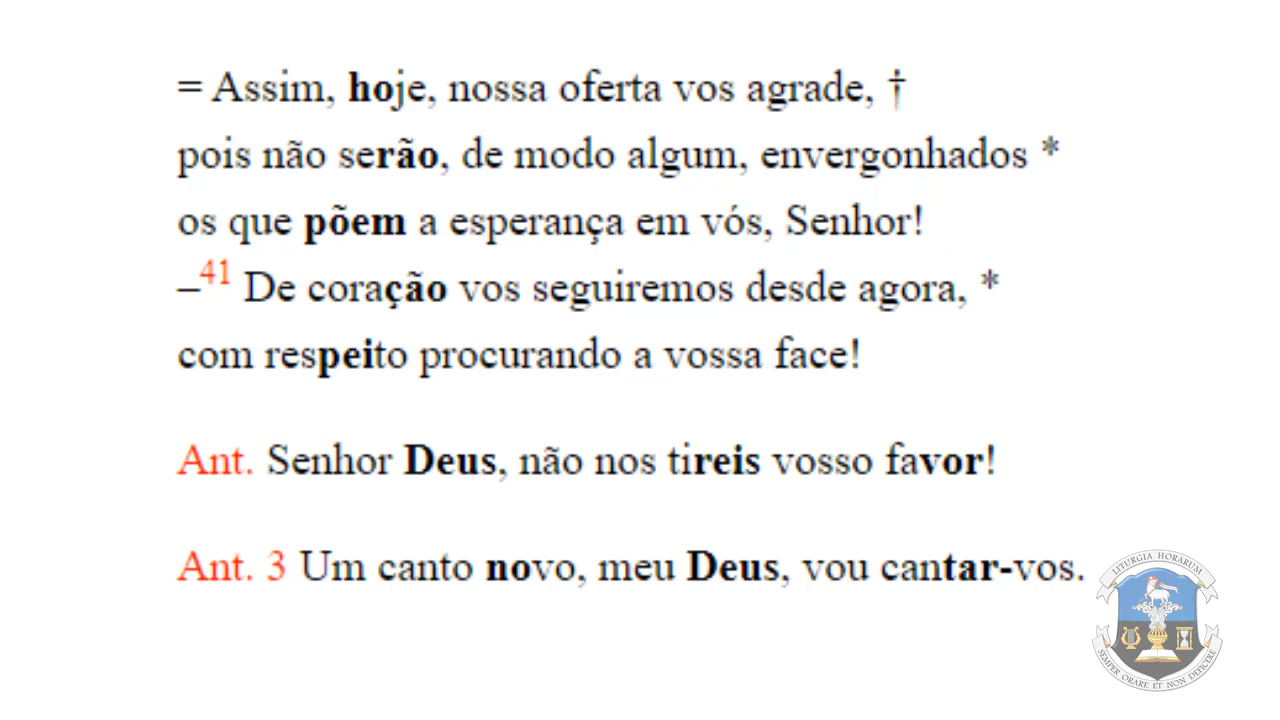 = Assim, hoje, nossa oferta vos agrade, †
pois não serão, de modo algum, envergonhados *
os que põem a esperança em vós, Senhor!
–41 De coração vos seguiremos desde agora, *
com respeito procurando a vossa face!
Ant. Senhor Deus, não nos tireis vosso favor!
Ant. 3 Um canto novo, meu Deus, vou cantar-vos.
LITURGIA HORARUM
SEMPER ORARE ET NON DEFICERE